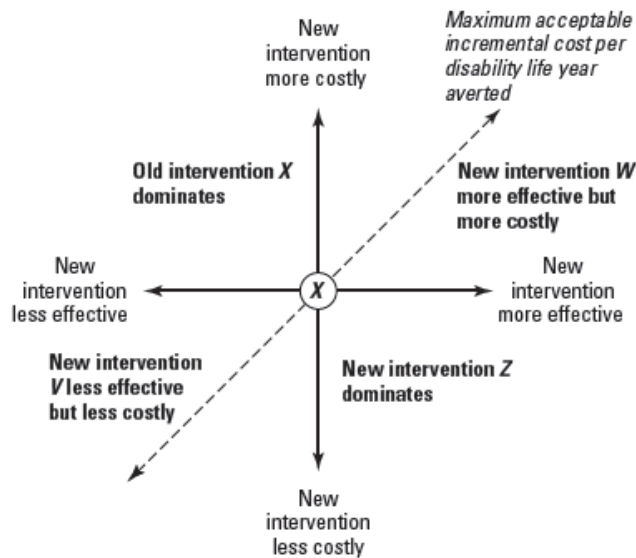 New
intervention
more costly
Maximum acceptable
incremental cost per
disability life year
averted
Old intervention X
dominates
New intervention W
more effective but
more costly
New
intervention
less effective
X
New
intervention
more effective
New intervention
V less effective
but less costly
New intervention Z
dominates
New
intervention
less costly